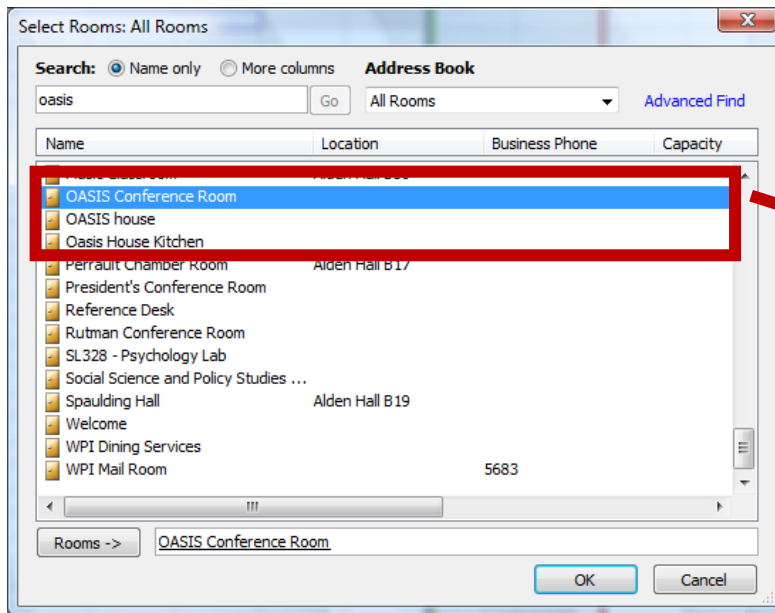 Select Rooms: All Rooms
Search: Name only More columns Address Book
oasis Go All Rooms Advanced Find
Name Location Business Phone Capacity
OASIS Conference Room
OASIS house
Oasis House Kitchen
Perrault Chamber Room Alden Hall B17
President's Conference Room
Reference Desk
Rutman Conference Room
SL328 - Psychology Lab
Social Science and Policy Studies ...
Spaulding Hall Alden Hall B19
Welcome
WPI Dining Services
WPI Mail Room 5683
Rooms -> OASIS Conference Room
OK Cancel